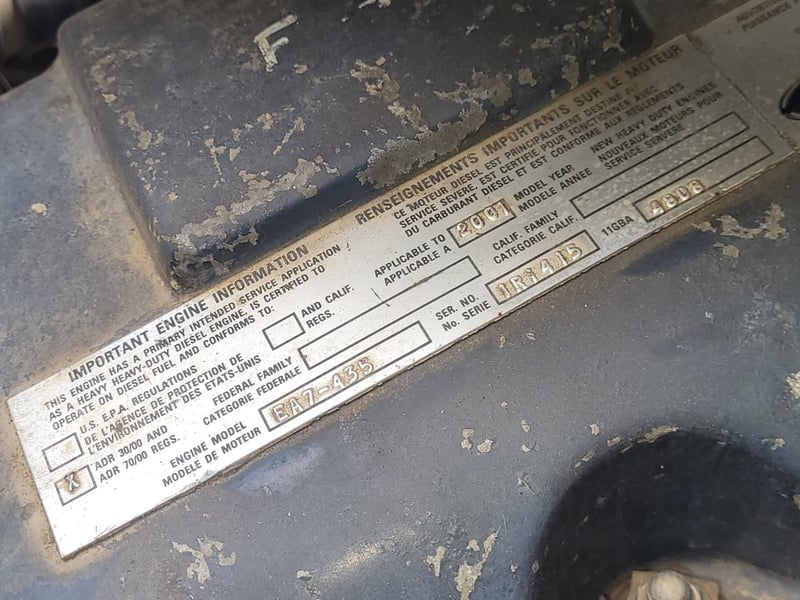 F
IMPORTANT ENGINE INFORMATION
THIS ENGINE HAS A PRIMARY INTENDED SERVICE APPLICATION
AS A HEAVY HEAVY-DUTY DIESEL ENGINE, IS CERTIFIED TO
OPERATE ON DIESEL FUEL AND CONFORMS TO:
U.S. E.P.A. REGULATIONS
DE L'AGENCE DE PROTECTION DE
L'ENVIRONNEMENT DES ETATS-UNIS
AND CALIF.
REGS.
X
ADR 30/00 AND
ADR 70/00 REGS.
FEDERAL FAMILY
CATEGORIE FEDERALE
ENGINE MODEL
MODELE DE MOTEUR
EA7-435
RENSEIGNEMENTS IMPORTANTS SUR LE MOTEUR
CE MOTEUR DIESEL EST PRINCIPALEMENT DESTINE AU
SERVICE SEVERE, EST CERTIFIE POUR FONCTIONNER AVEC
DU CARBURANT DIESEL ET EST CONFORME AUX REGLEMENTS
APPLICABLE TO
APPLICABLE A
2001
MODEL YEAR
MODELE ANNEE
NEW HEAVY DUTY ENGINES
NOUVEAUX MOTEURS POUR
SERVICE SEVERE
CALIF. FAMILY
CATEGORIE CALIF.
SER. NO.
No. SERIE
11GBA